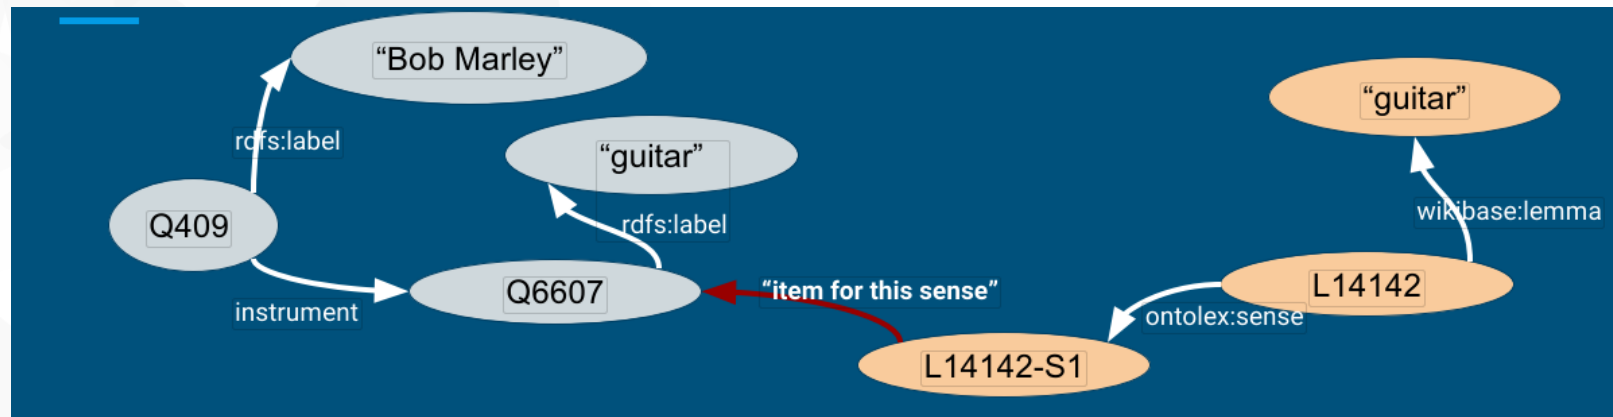 “Bob Marley”
“guitar”
rdfs:label
“guitar”
Q409
rdfs:label
wikibase:lemma
instrument
Q6607
“item for this sense”
L14142
ontolex:sense
L14142-S1